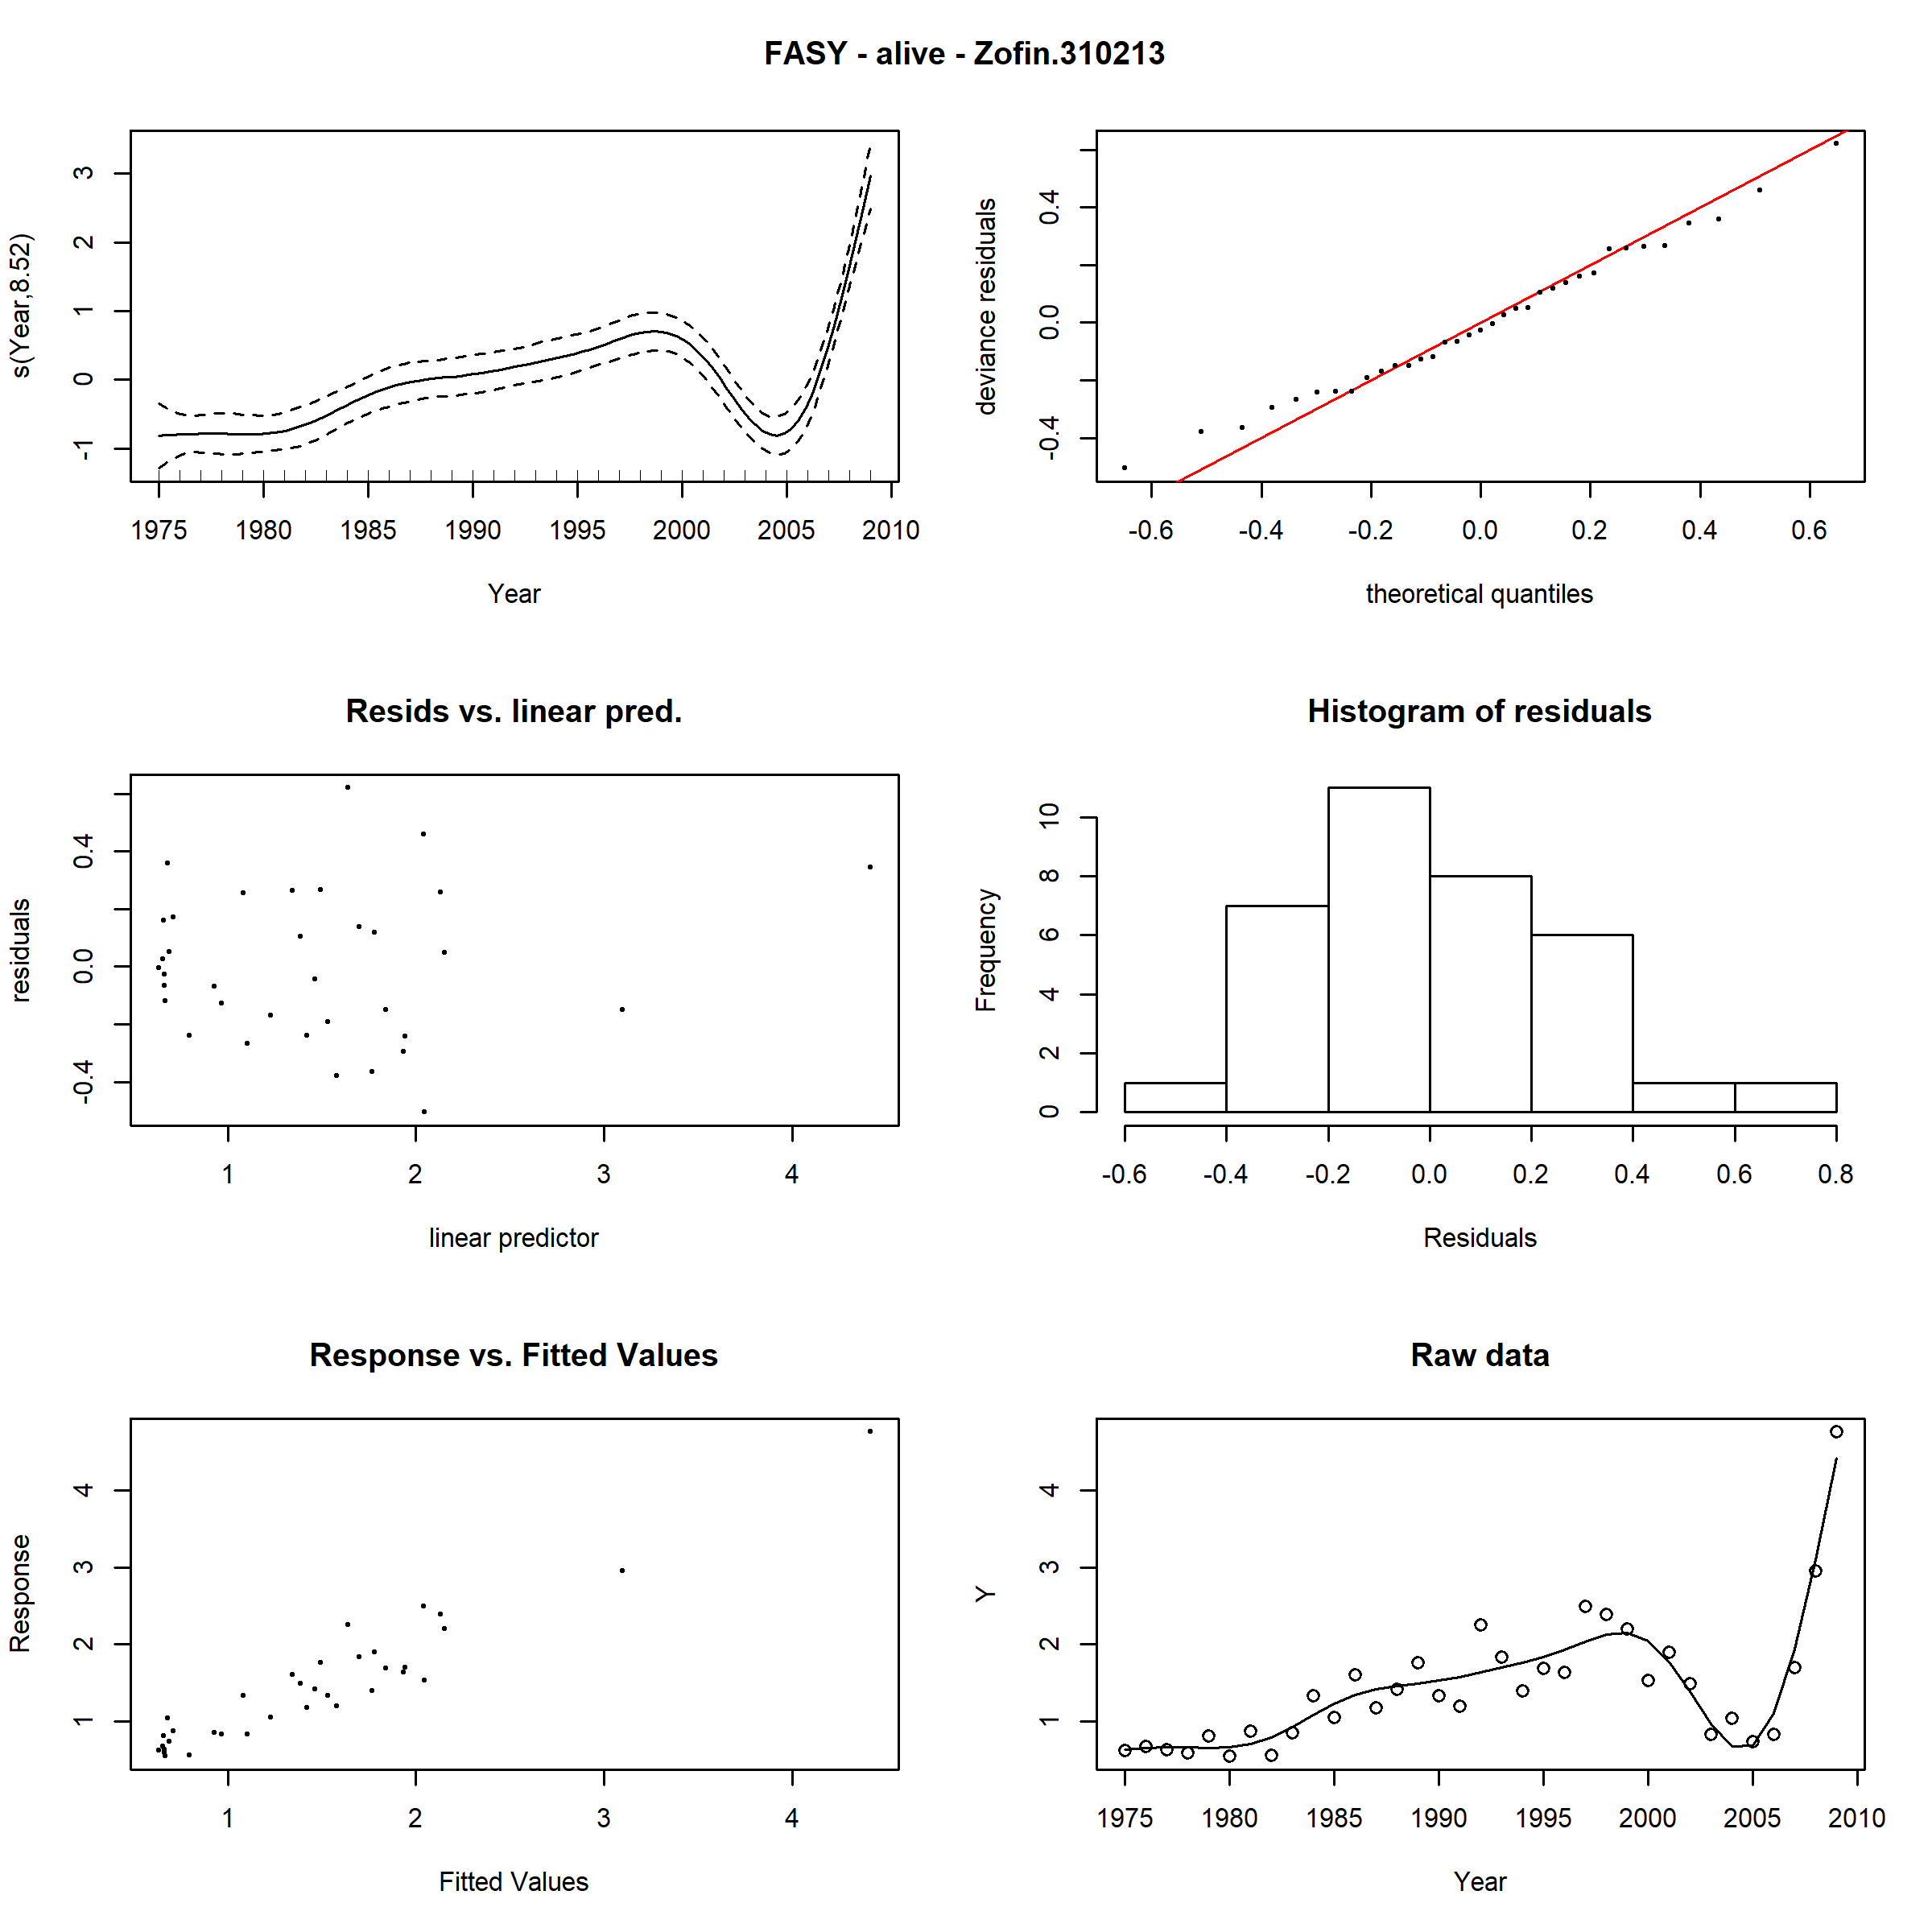 FASY - alive - Zofin.310213
s(Year,8.52)
3
2
1
0
-1
1975 1980 1985 1990 1995 2000 2005 2010
Year
deviance residuals
0.4
0.0
-0.4
-0.6 -0.4 -0.2 0.0 0.2 0.4 0.6
theoretical quantiles
Resids vs. linear pred.
residuals
0.4
0.0
-0.4
1 2 3 4
linear predictor
Histogram of residuals
Frequency
10
8
6
4
2
0
-0.6 -0.4 -0.2 0.0 0.2 0.4 0.6 0.8
Residuals
Response vs. Fitted Values
Response
4
3
2
1
1 2 3 4
Fitted Values
Raw data
Y
4
3
2
1
1975 1980 1985 1990 1995 2000 2005 2010
Year